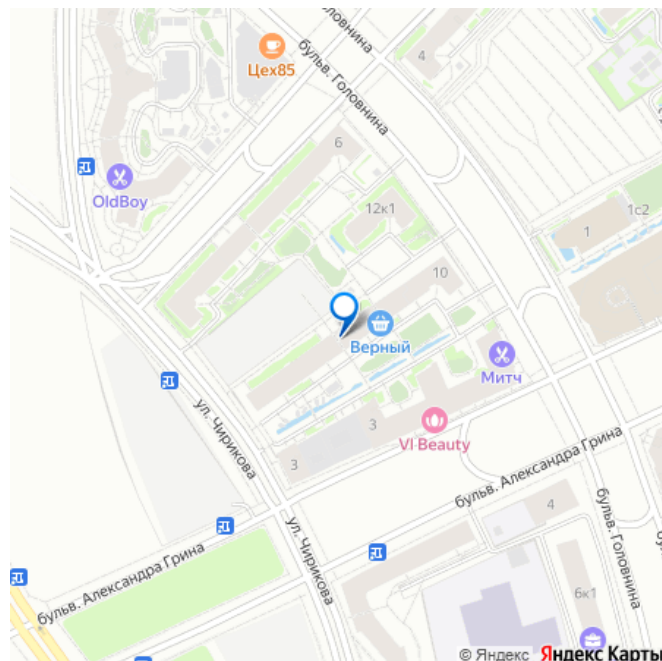 Головнина
4
Цех85
бульв. Головнина
6
OldBoy
12к1
1с2
1
10
Верный
Митч
ул. Чирикова
3
VI Beauty
3
бульв. Александра Грина
ул. Чирикова
4
бульв. Головнина
бульв. Александра Грина
6к1
© Яндекс Яндекс Карты